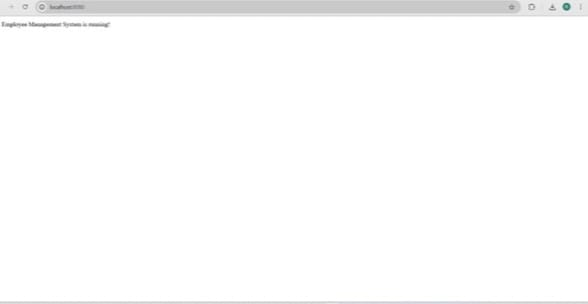 localhost:8080
Employee Management System is running!